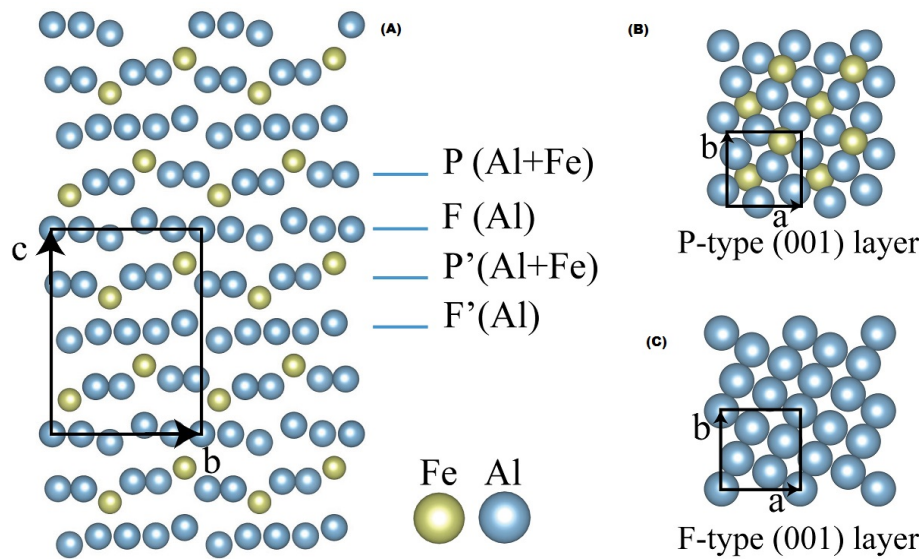 (A)
P (Al+Fe)
F (Al)
P'(Al+Fe)
F'(Al)
c
b
Fe Al
(B)
b
a
P-type (001) layer
(C)
b
a
F-type (001) layer